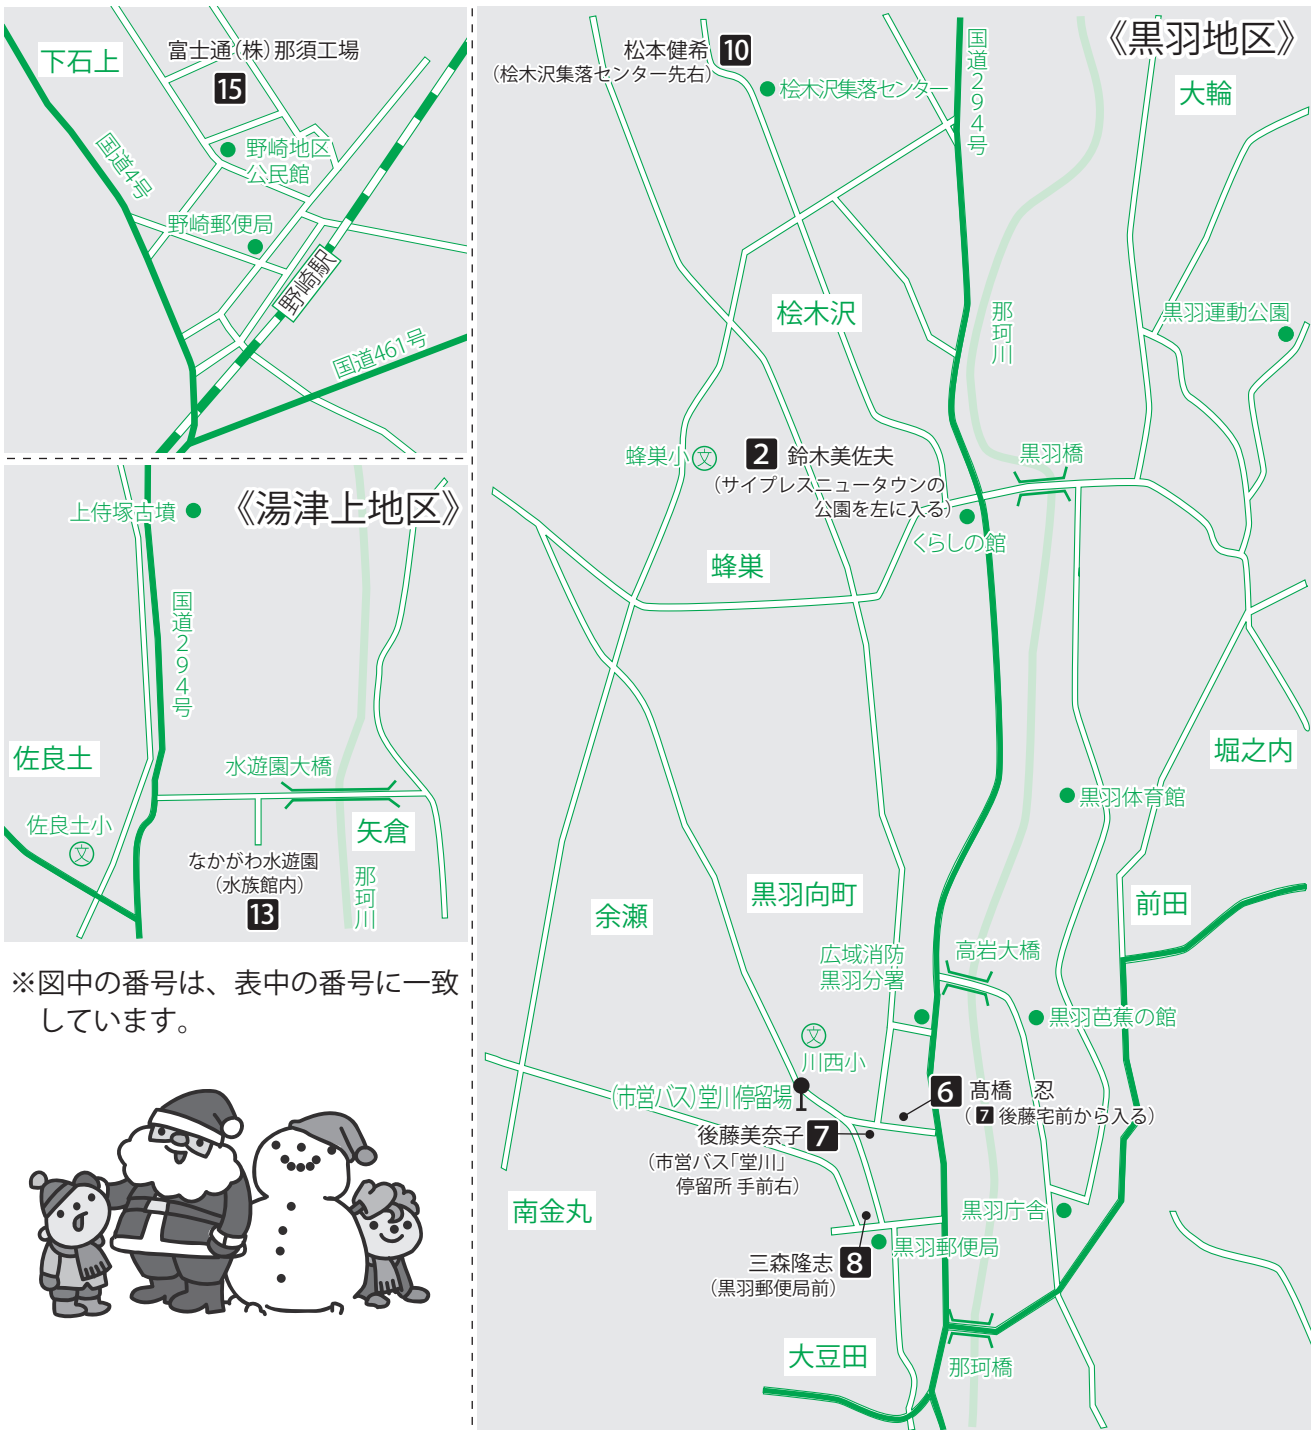 下石上
富士通(株)那須工場
15
国道4号
野崎地区
公民館
野崎郵便局
野崎駅
国道461号
上侍塚古墳
《湯津上地区》
国道294号
佐良土
水遊園大橋
佐良土小
文
矢倉
なかがわ水遊園
(水族館内)
13
那珂川
※図中の番号は、表中の番号に一致
しています。
《黒羽地区》
松本健希 10
(桧木沢集落センター先右)
桧木沢集落センター
国道294号
大輪
桧木沢
那珂川
黒羽運動公園
蜂巣小 文
2 鈴木美佐夫
(サイプレスニュータウンの
公園を左に入る)
黒羽橋
くらしの館
蜂巣
堀之内
黒羽体育館
黒羽向町
余瀬
前田
広域消防
黒羽分署
高岩大橋
黒羽芭蕉の館
文
川西小
(市営バス)堂川停留場
6 髙橋 忍
(7 後藤宅前から入る)
後藤美奈子 7
(市営バス「堂川」
停留所 手前右)
南金丸
黒羽庁舎
黒羽郵便局
三森隆志 8
(黒羽郵便局前)
大豆田
那珂橋